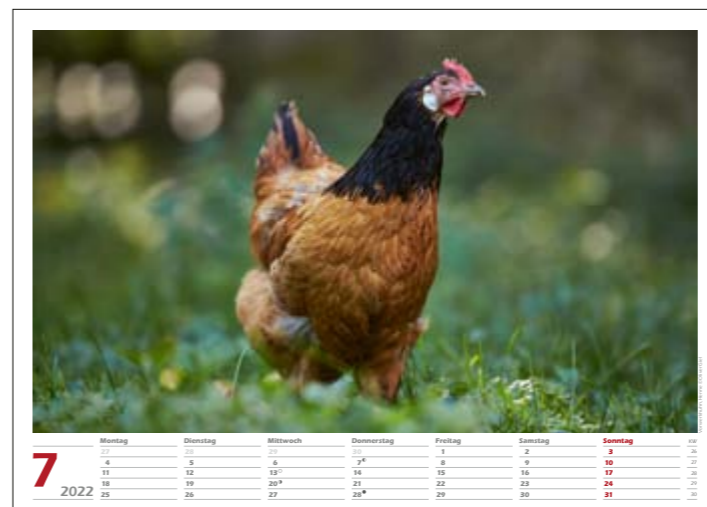 Montag Dienstag Mittwoch Donnerstag Freitag Samstag Sonntag KW
27 28 29 30 1 2 3 26
4 5 6 7 8 9 10 27
11 12 13 14 15 16 17 28
18 19 20 21 22 23 24 29
25 26 27 28 29 30 31 30
7
2022